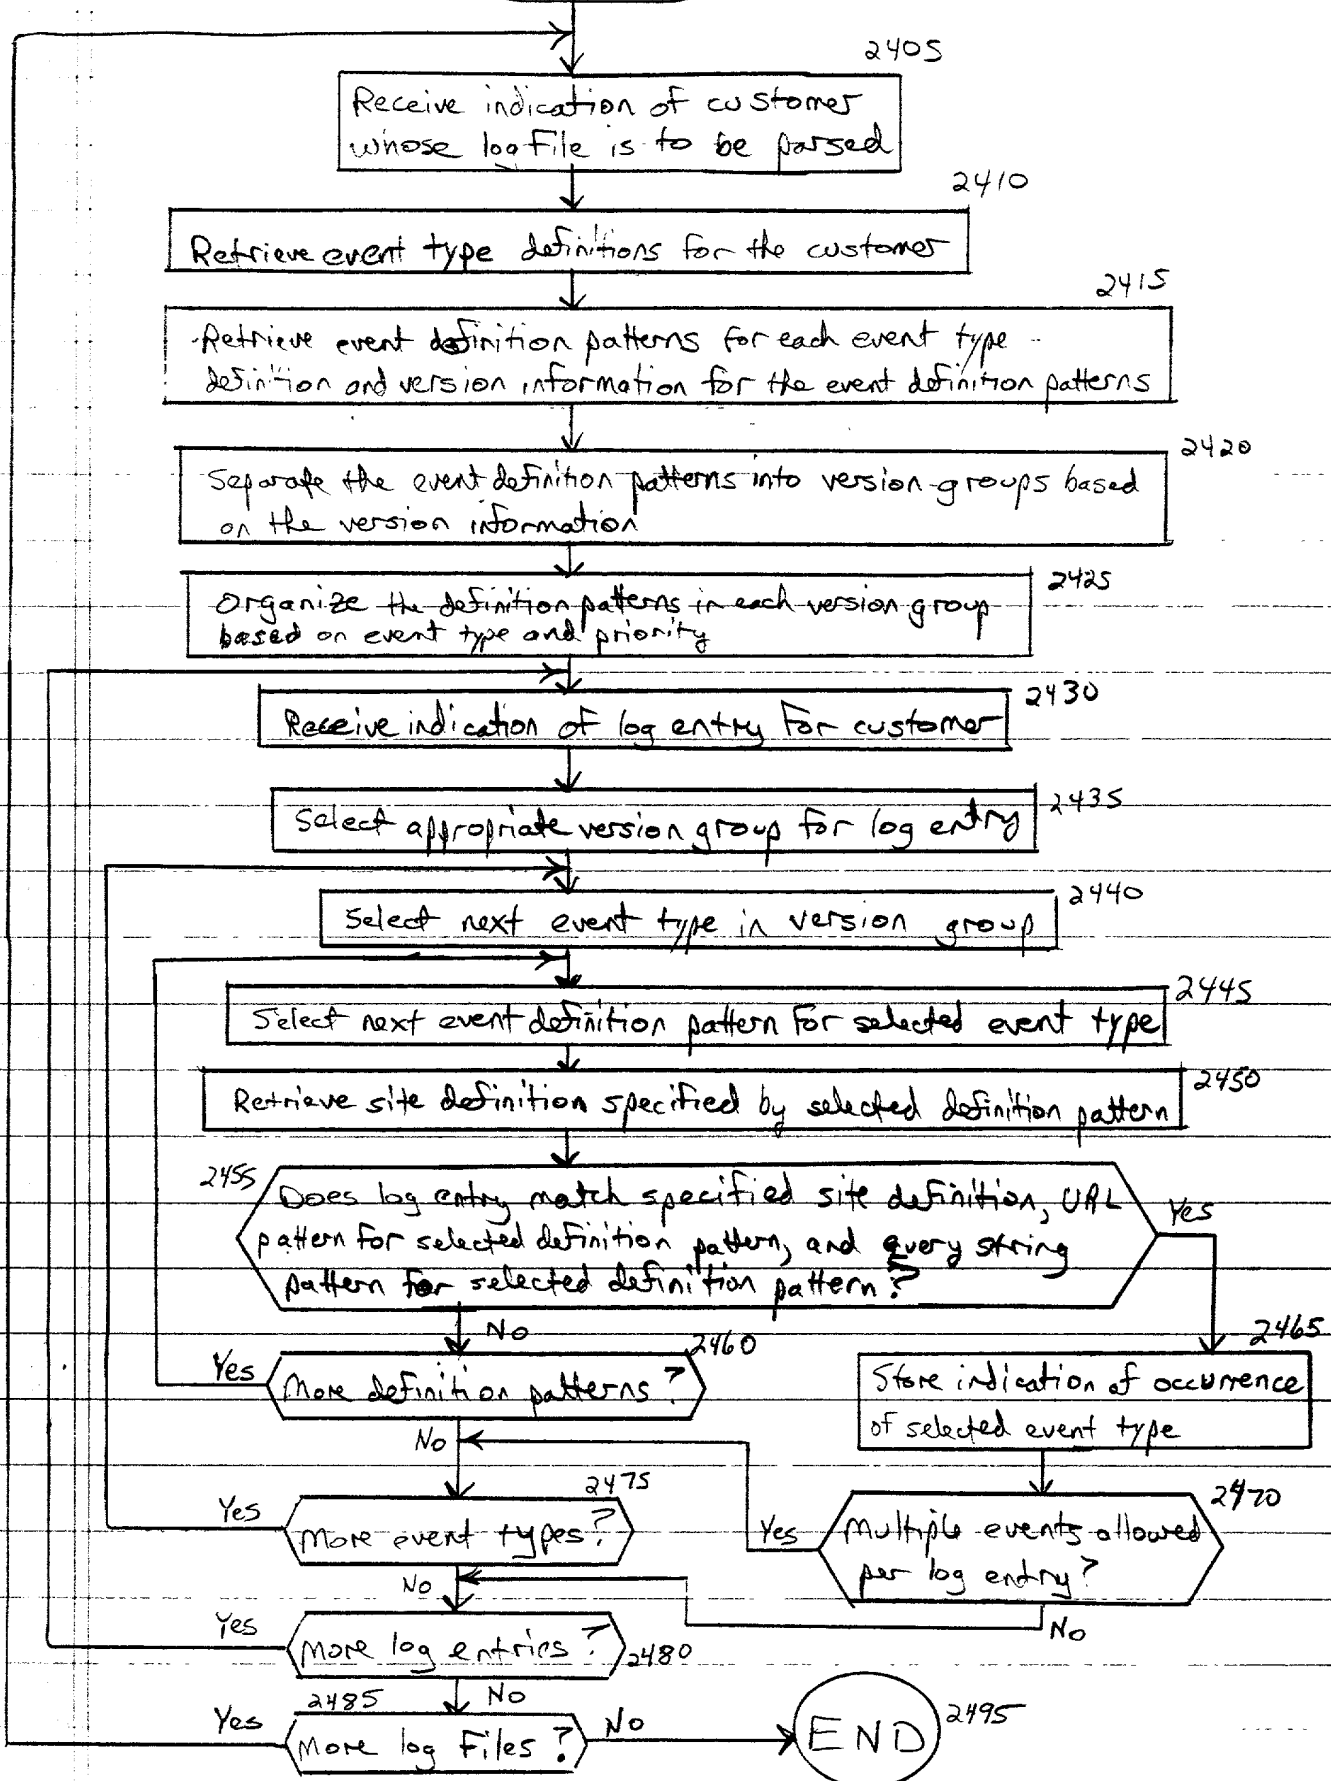 2405
Receive indication of customer
whose log file is to be parsed
2410
Retrieve event type definitions for the customer
2415
Retrieve event definition patterns for each event type
definition and version information for the event definition patterns
2420
Separate the event definition patterns into version groups based
on the version information
2425
Organize the definition patterns in each version group
based on event type and priority
2430
Receive indication of log entry for customer
2435
Select appropriate version group for log entry
2440
Select next event type in version group
2445
Select next event definition pattern for selected event type
2450
Retrieve site definition specified by selected definition pattern
2455
Does log entry match specified site definition, URL
pattern for selected definition pattern, and query string
pattern for selected definition pattern?
Yes
No
2460
Yes
More definition patterns?
No
2465
Store indication of occurrence
of selected event type
2475
Yes
More event types?
No
2470
Yes
Multiple events allowed
per log entry?
No
Yes
More log entries?
2480
No
2485
Yes
More log files?
No
END
2495